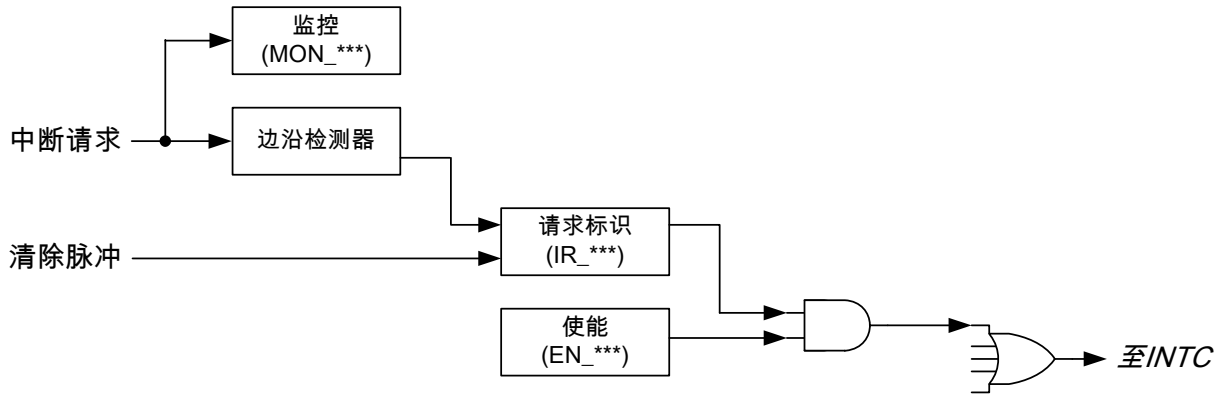 监控
(MON_***)
中断请求
边沿检测器
请求标识
(IR_***)
清除脉冲
使能
(EN_***)
至INTC